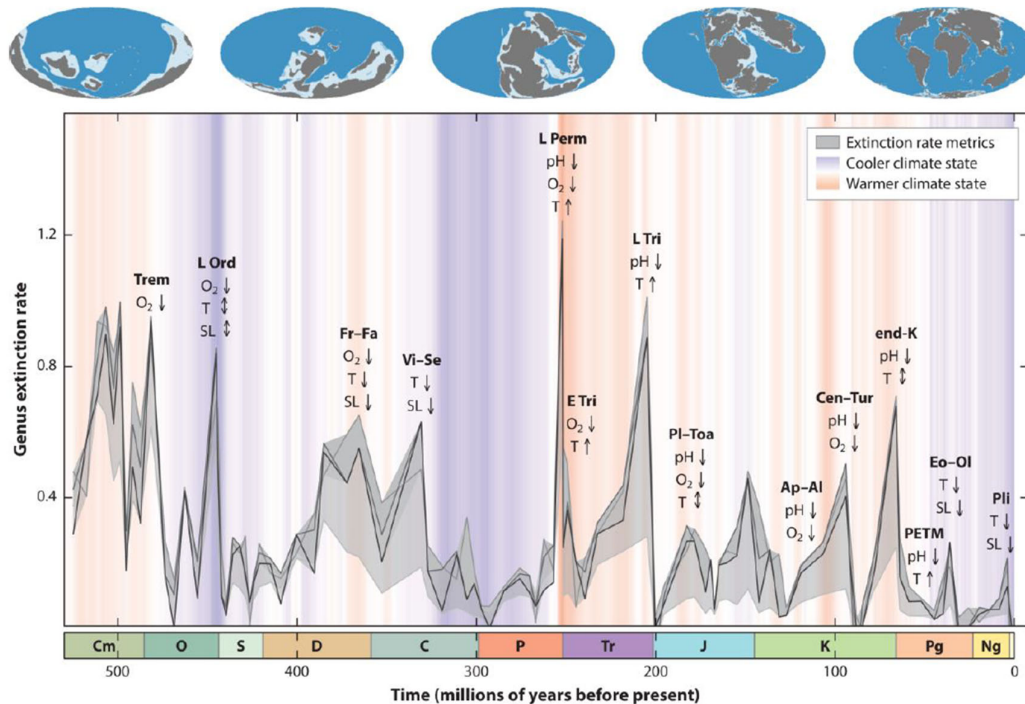 Extinction rate metrics
Cooler climate state
Warmer climate state
Genus extinction rate
1.2
0.8
0.4
Trem
O₂ ↓
L Ord
O₂ ↓
T ↕
SL ↕
Fr–Fa
O₂ ↓
T ↓
SL ↓
Vi–Se
T ↓
SL ↓
L Perm
pH ↓
O₂ ↓
T ↑
E Tri
O₂ ↓
T ↑
L Tri
pH ↓
T ↑
Pl–Toa
pH ↓
O₂ ↓
T ↕
Ap–Al
pH ↓
O₂ ↓
Cen–Tur
pH ↓
O₂ ↓
end-K
pH ↓
T ↕
PETM
pH ↓
T ↑
Eo–Ol
T ↓
SL ↓
Pli
T ↓
SL ↓
Cm O S D C P Tr J K Pg Ng
500 400 300 200 100 0
Time (millions of years before present)